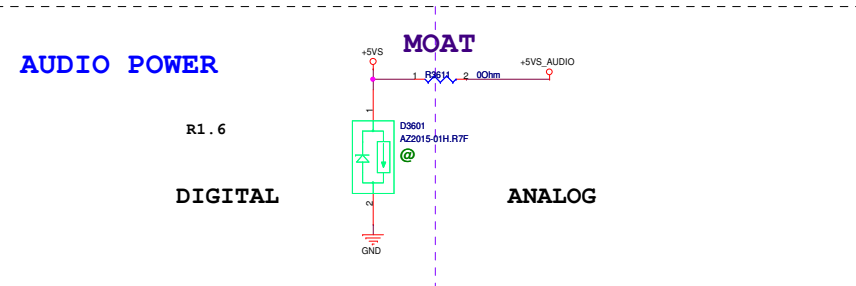 MOAT
AUDIO POWER
+5VS
+5VS_AUDIO
1 R3611 2 0Ohm
1
R1.6
D3601
AZ2015-01H.R7F
@
DIGITAL
ANALOG
2
GND